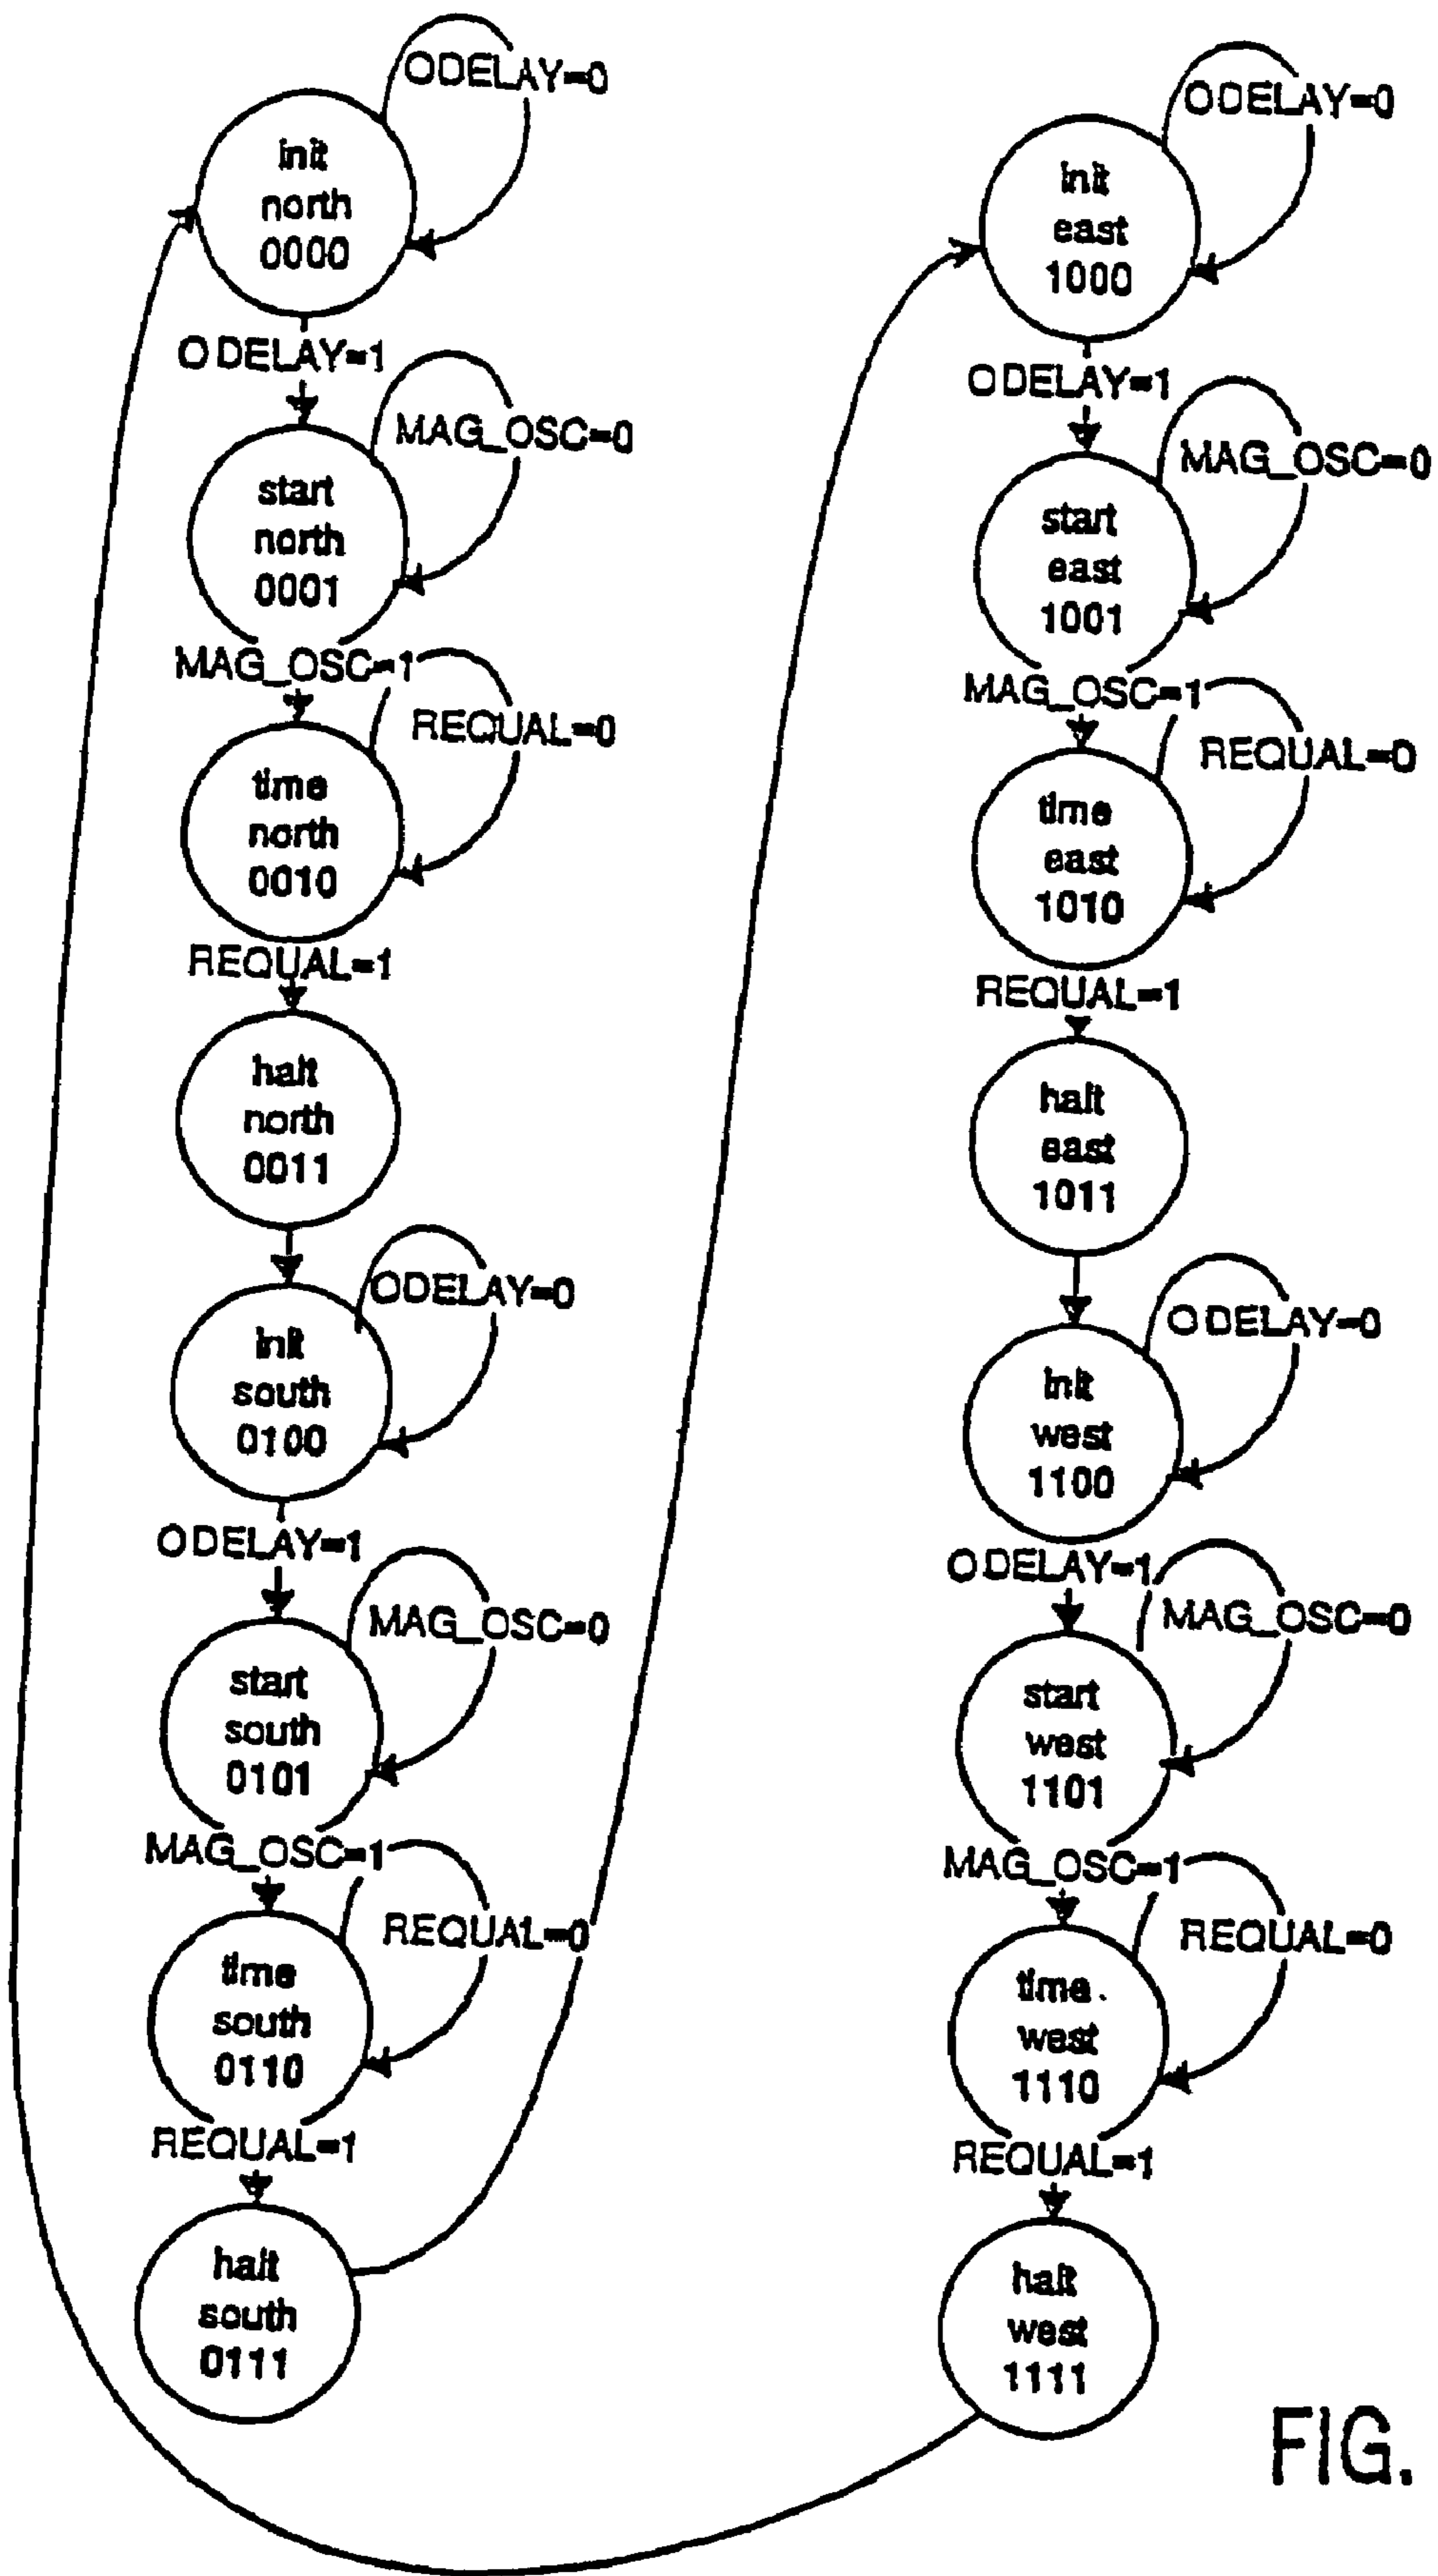 ODELAY=0
init
north
0000
ODELAY=1
MAG_OSC=0
start
north
0001
MAG_OSC=1
REQUAL=0
time
north
0010
REQUAL=1
halt
north
0011
ODELAY=0
init
south
0100
ODELAY=1
MAG_OSC=0
start
south
0101
MAG_OSC=1
REQUAL=0
time
south
0110
REQUAL=1
halt
south
0111
ODELAY=0
init
east
1000
ODELAY=1
MAG_OSC=0
start
east
1001
MAG_OSC=1
REQUAL=0
time
east
1010
REQUAL=1
halt
east
1011
ODELAY=0
init
west
1100
ODELAY=1
MAG_OSC=0
start
west
1101
MAG_OSC=1
REQUAL=0
time
west
1110
REQUAL=1
halt
west
1111
FIG.